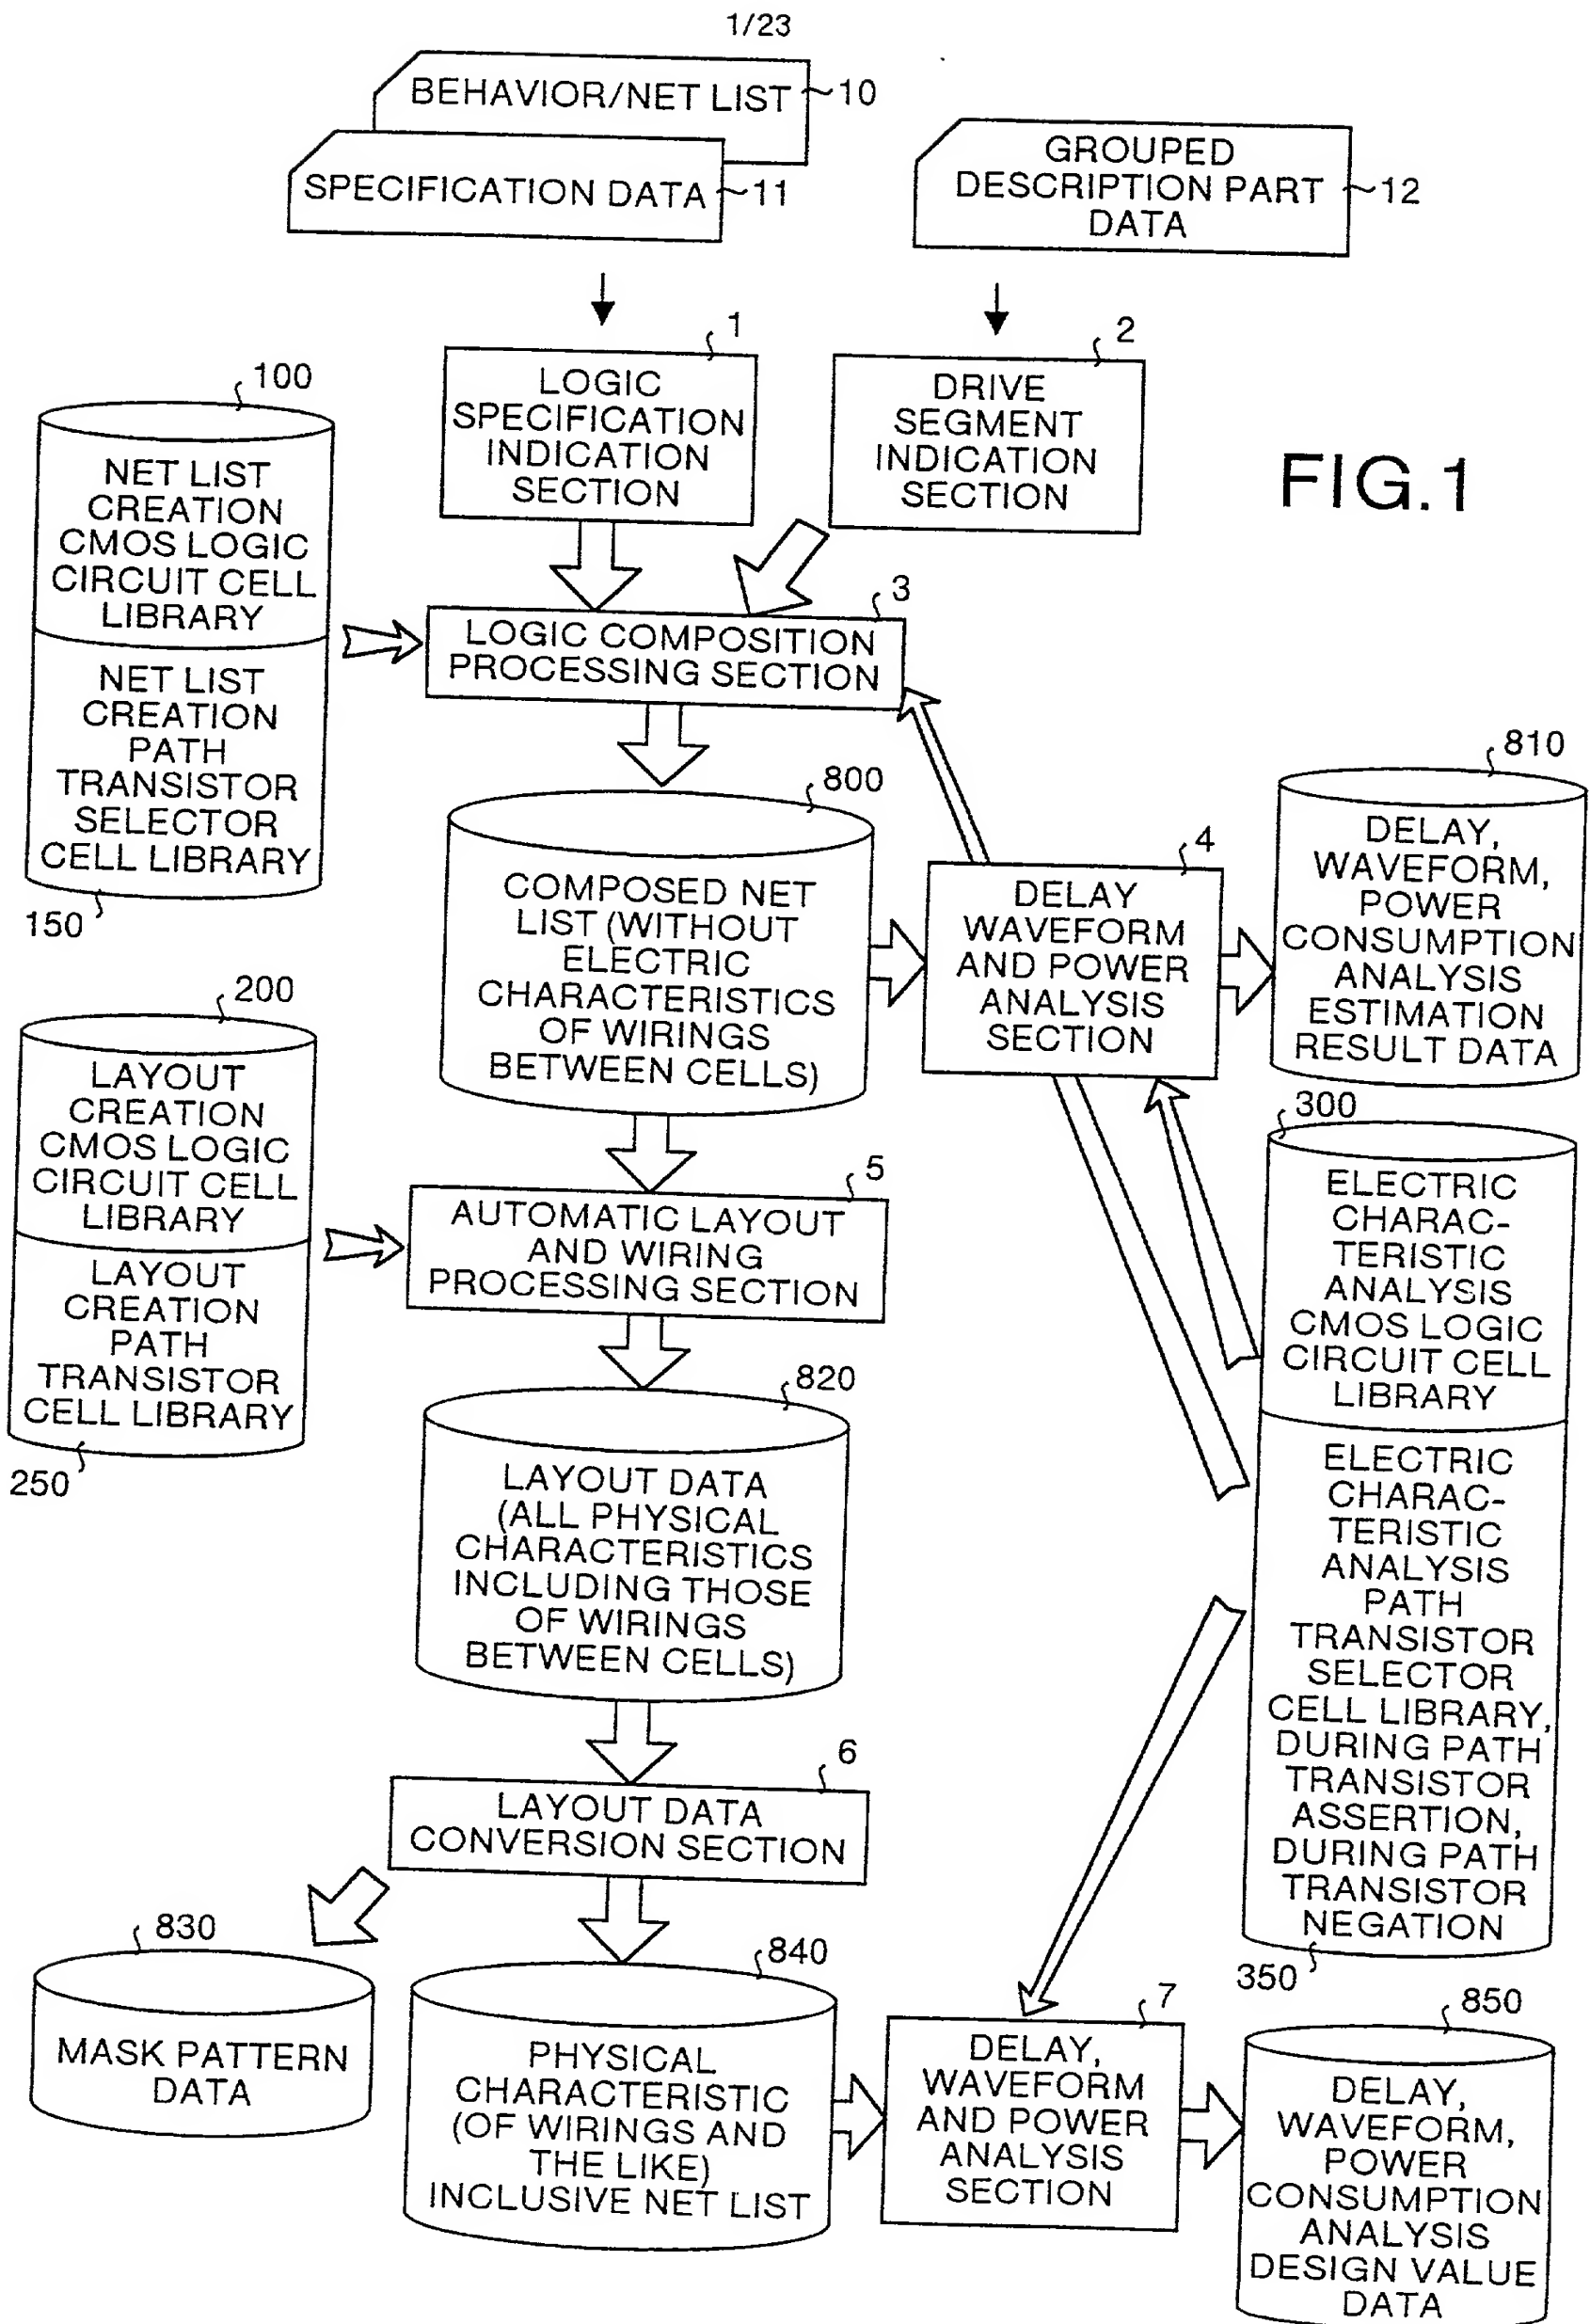 1/23
BEHAVIOR/NET LIST
10
SPECIFICATION DATA
11
GROUPED
DESCRIPTION PART
DATA
12
1
LOGIC
SPECIFICATION
INDICATION
SECTION
2
DRIVE
SEGMENT
INDICATION
SECTION
FIG.1
100
NET LIST
CREATION
CMOS LOGIC
CIRCUIT CELL
LIBRARY
NET LIST
CREATION
PATH
TRANSISTOR
SELECTOR
CELL LIBRARY
150
3
LOGIC COMPOSITION
PROCESSING SECTION
800
COMPOSED NET
LIST (WITHOUT
ELECTRIC
CHARACTERISTICS
OF WIRINGS
BETWEEN CELLS)
4
DELAY
WAVEFORM
AND POWER
ANALYSIS
SECTION
810
DELAY,
WAVEFORM,
POWER
CONSUMPTION
ANALYSIS
ESTIMATION
RESULT DATA
200
LAYOUT
CREATION
CMOS LOGIC
CIRCUIT CELL
LIBRARY
LAYOUT
CREATION
PATH
TRANSISTOR
CELL LIBRARY
250
5
AUTOMATIC LAYOUT
AND WIRING
PROCESSING SECTION
300
ELECTRIC
CHARAC-
TERISTIC
ANALYSIS
CMOS LOGIC
CIRCUIT CELL
LIBRARY
ELECTRIC
CHARAC-
TERISTIC
ANALYSIS
PATH
TRANSISTOR
SELECTOR
CELL LIBRARY,
DURING PATH
TRANSISTOR
ASSERTION,
DURING PATH
TRANSISTOR
NEGATION
350
820
LAYOUT DATA
(ALL PHYSICAL
CHARACTERISTICS
INCLUDING THOSE
OF WIRINGS
BETWEEN CELLS)
6
LAYOUT DATA
CONVERSION SECTION
830
MASK PATTERN
DATA
840
PHYSICAL
CHARACTERISTIC
(OF WIRINGS AND
THE LIKE)
INCLUSIVE NET LIST
7
DELAY,
WAVEFORM
AND POWER
ANALYSIS
SECTION
850
DELAY,
WAVEFORM,
POWER
CONSUMPTION
ANALYSIS
DESIGN VALUE
DATA